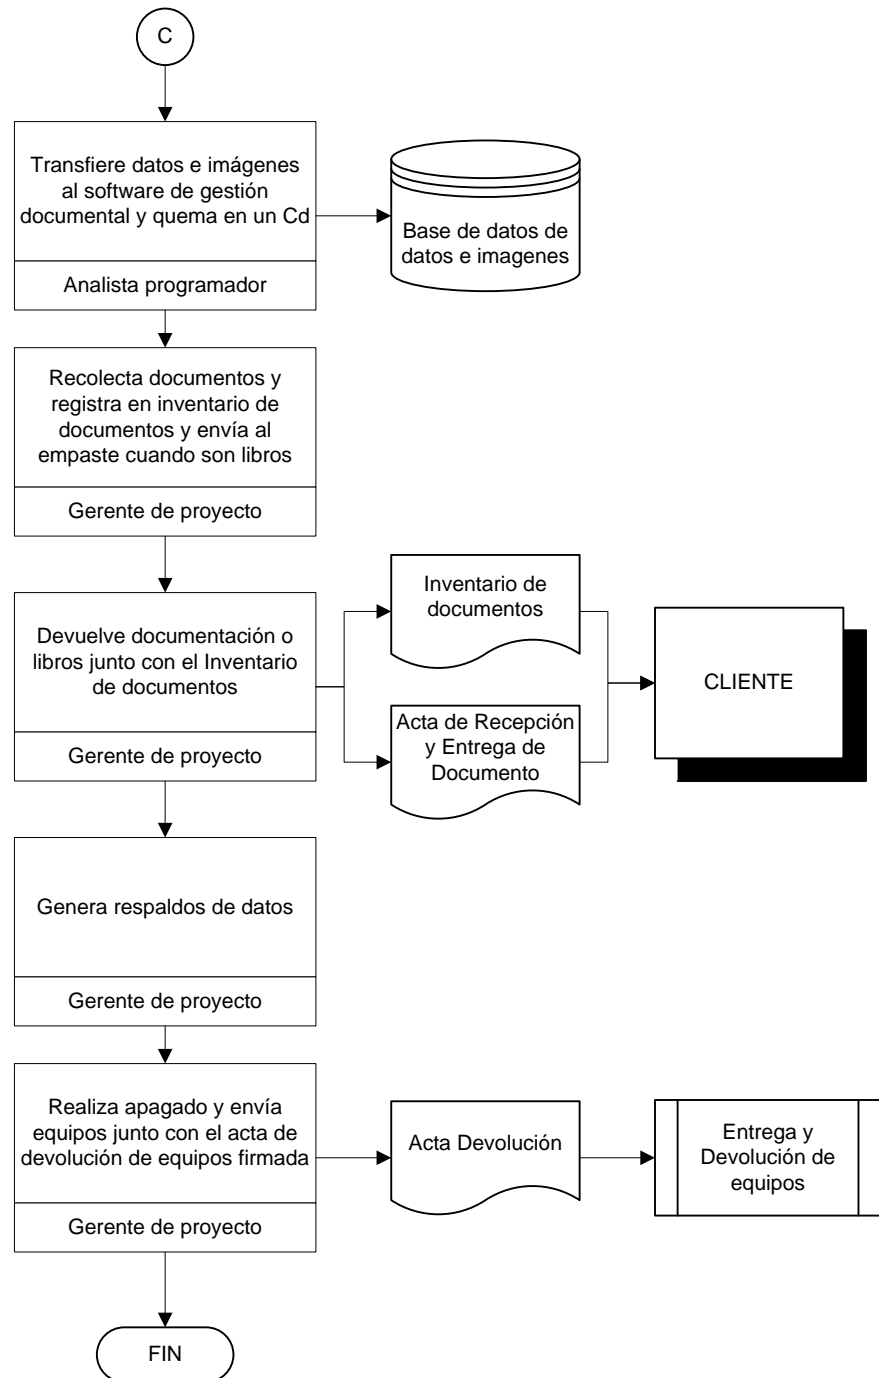 C
Transfiere datos e imágenes
al software de gestión
documental y quema en un Cd
Analista programador
Base de datos de
datos e imagenes
Recolecta documentos y
registra en inventario de
documentos y envía al
empaste cuando son libros
Gerente de proyecto
Devuelve documentación o
libros junto con el Inventario
de documentos
Gerente de proyecto
Inventario de
documentos
Acta de Recepción
y Entrega de
Documento
CLIENTE
Genera respaldos de datos
Gerente de proyecto
Realiza apagado y envía
equipos junto con el acta de
devolución de equipos firmada
Gerente de proyecto
Acta Devolución
Entrega y
Devolución de
equipos
FIN